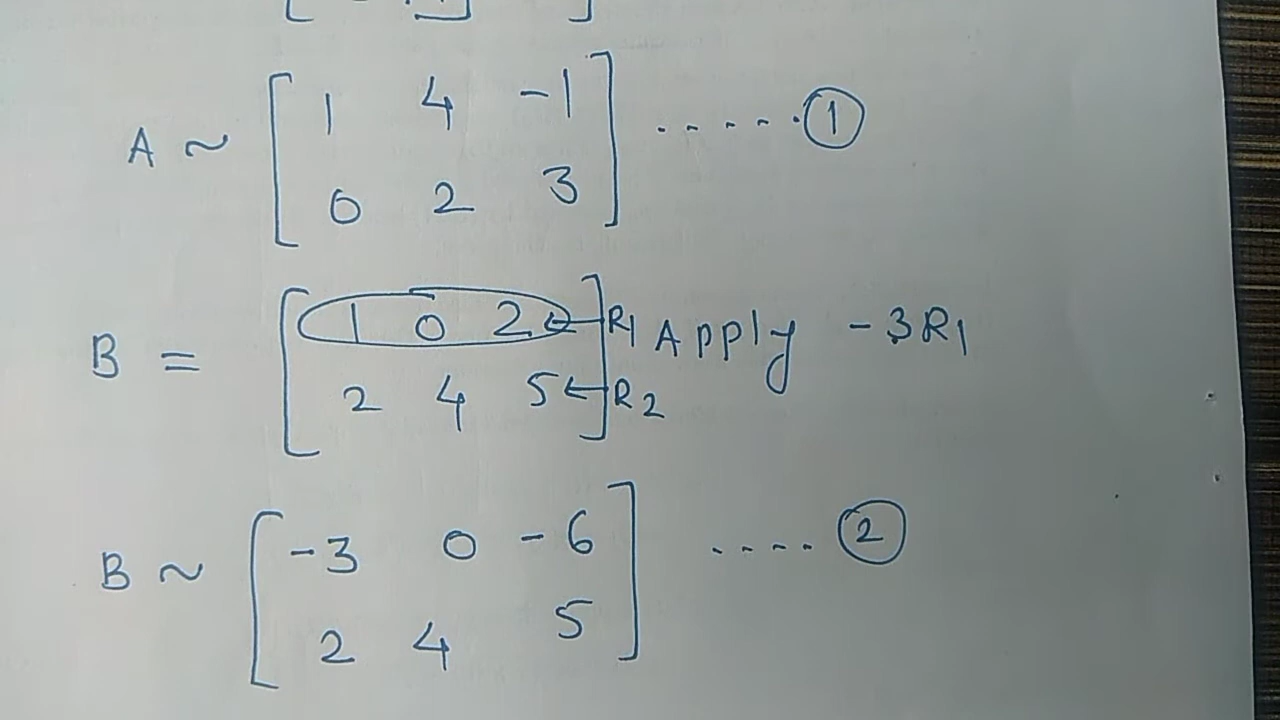 A ~ [ 1 4 -1 ] ..... ①
[ 0 2 3 ]
B = [ 1 0 2 ] ← R1 Apply -3R1
[ 2 4 5 ] ← R2
B ~ [ -3 0 -6 ] .... ②
[ 2 4 5 ]